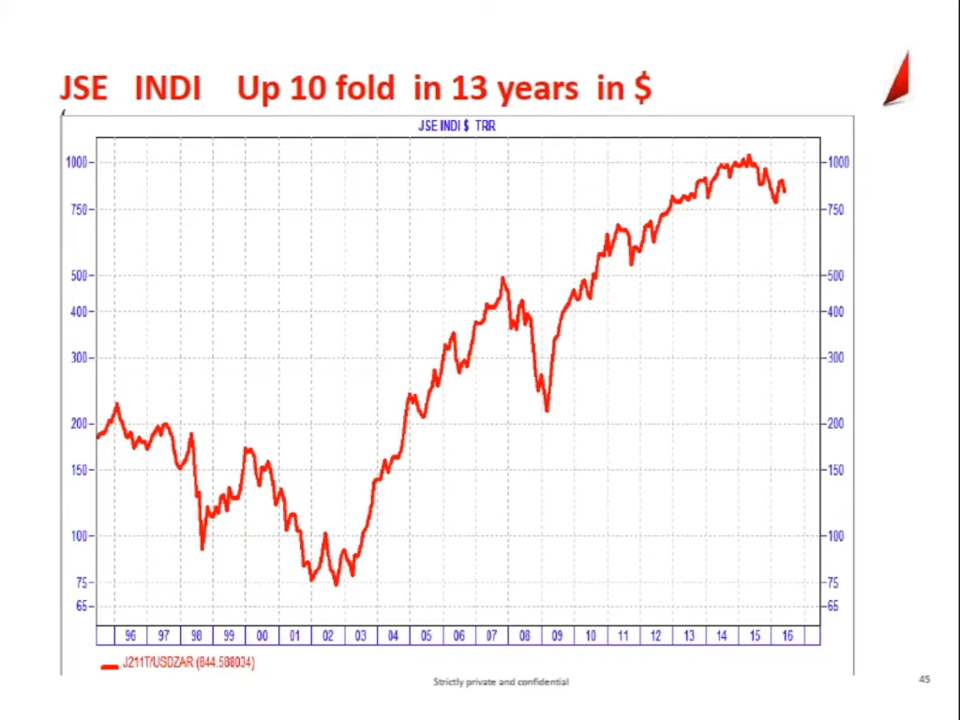 JSE INDI Up 10 fold in 13 years in $
JSE INDI $ TRR
1000 1000
750 750
500 500
400 400
300 300
200 200
150 150
100 100
75 75
65 65
96 97 98 99 00 01 02 03 04 05 06 07 08 09 10 11 12 13 14 15 16
J211T/USDZAR (844.588034)
Strictly private and confidential
45